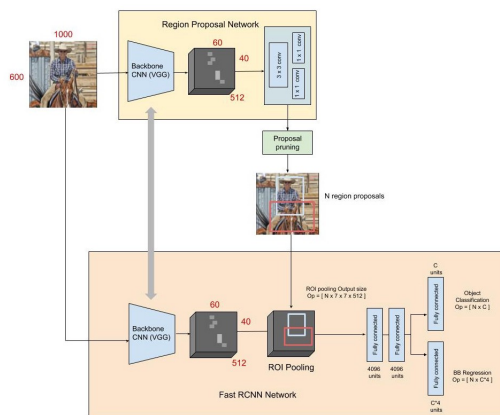 Region Proposal Network
1000
600
Backbone
CNN (VGG)
60
40
512
3 x 3 conv
1 x 1 conv
1 x 1 conv
Proposal
pruning
N region proposals
Backbone
CNN (VGG)
60
40
512
ROI pooling Output size
Op = [ N x 7 x 7 x 512 ]
ROI Pooling
Fully connected
4096
units
Fully connected
4096
units
C
units
Fully connected
Object
Classification
Op = [ N x C ]
Fully connected
C*4
units
BB Regression
Op = [ N x C*4 ]
Fast RCNN Network